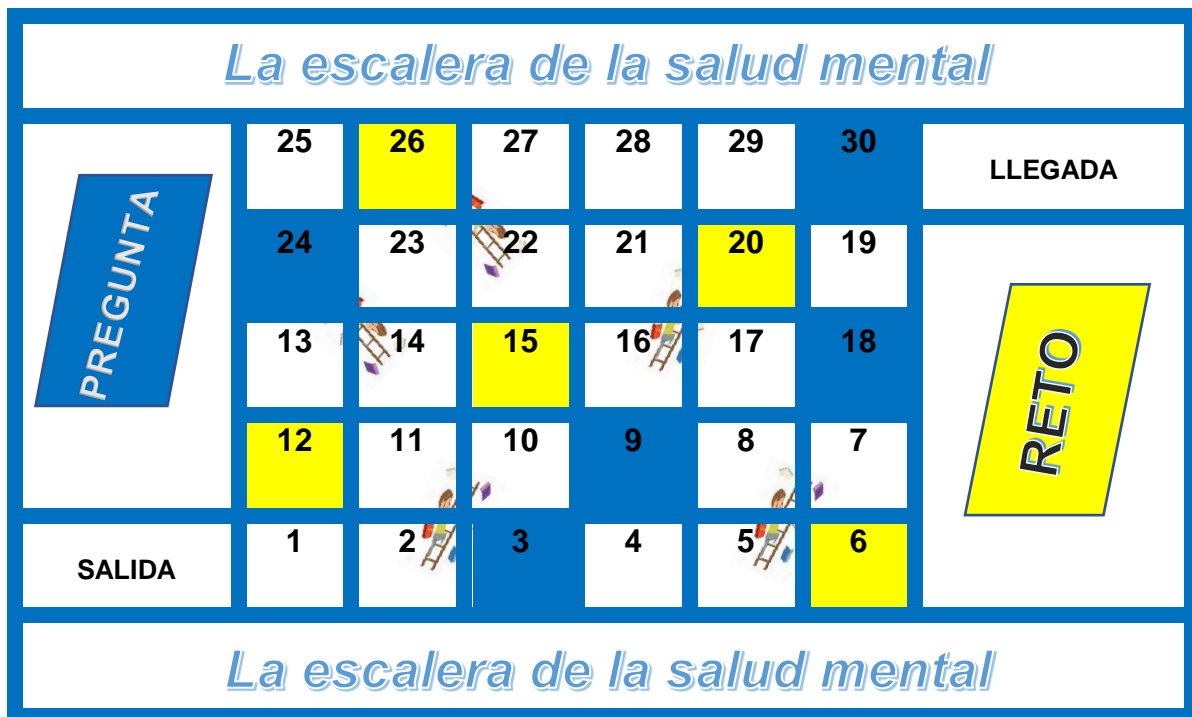 La escalera de la salud mental
25 26 27 28 29 30
LLEGADA
PREGUNTA
24 23 22 21 20 19
13 14 15 16 17 18
RETO
12 11 10 9 8 7
SALIDA
1 2 3 4 5 6
La escalera de la salud mental